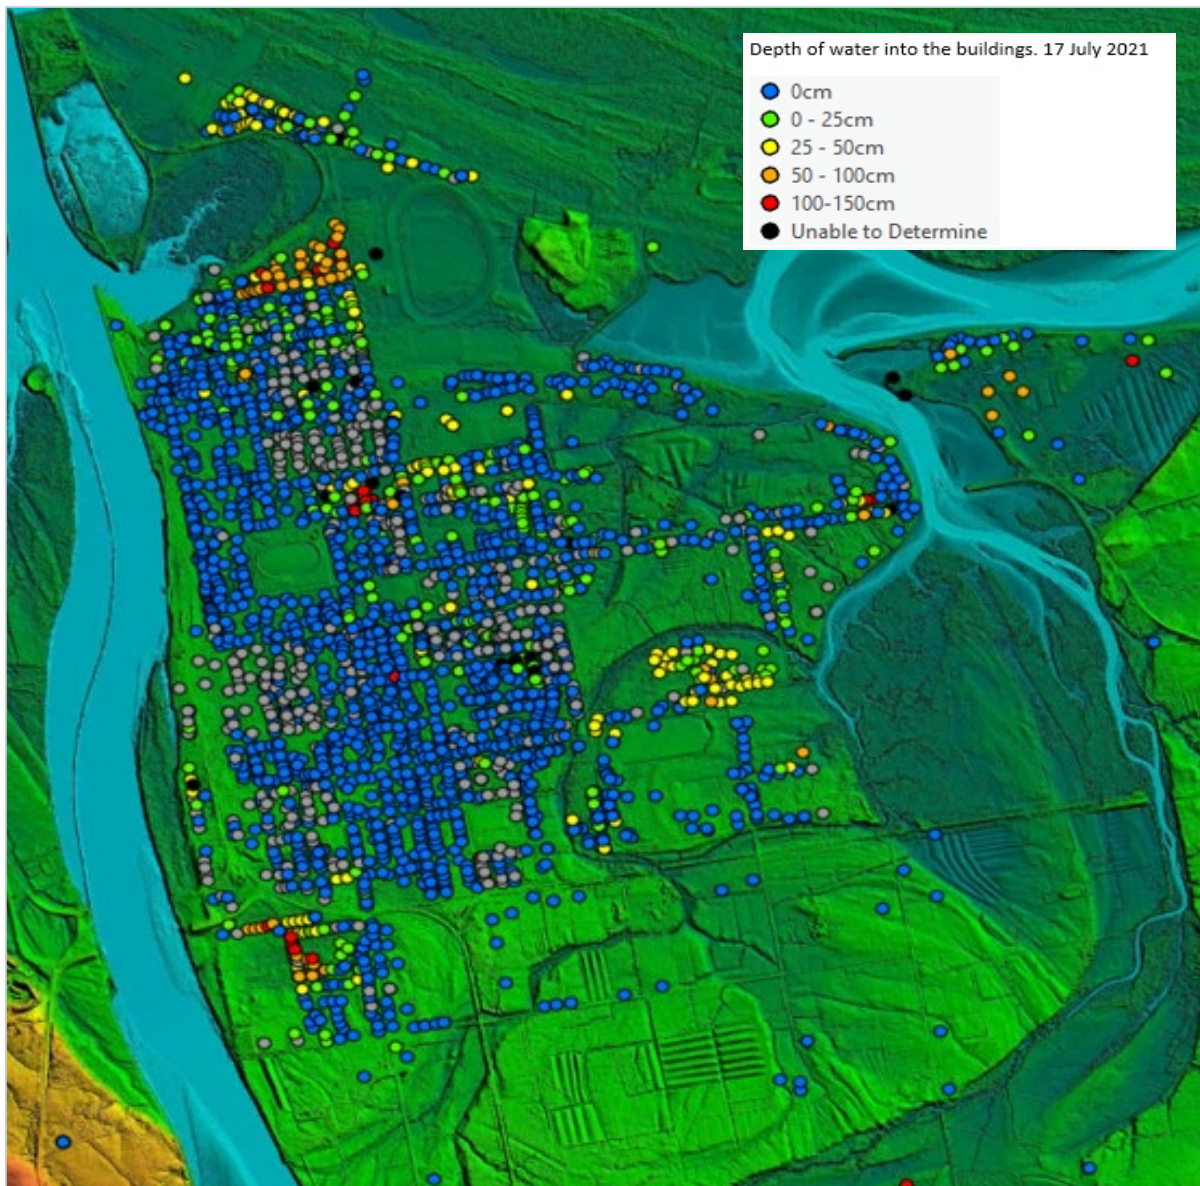 Depth of water into the buildings. 17 July 2021
0cm
0 - 25cm
25 - 50cm
50 - 100cm
100-150cm
Unable to Determine